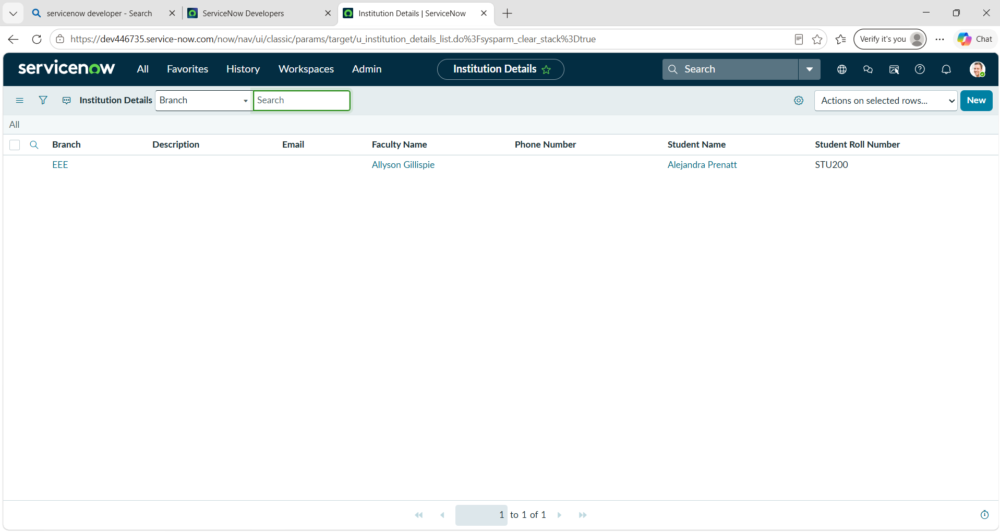 servicenow developer - Search
ServiceNow Developers
Institution Details | ServiceNow
https://dev446735.service-now.com/now/nav/ui/classic/params/target/u_institution_details_list.do%3Fsysparm_clear_stack%3Dtrue
Verify it's you
Chat
servicenow All Favorites History Workspaces Admin Institution Details Search
Institution Details Branch Search Actions on selected rows... New
All
Branch Description Email Faculty Name Phone Number Student Name Student Roll Number
EEE Allyson Gillispie Alejandra Prenatt STU200
1 to 1 of 1